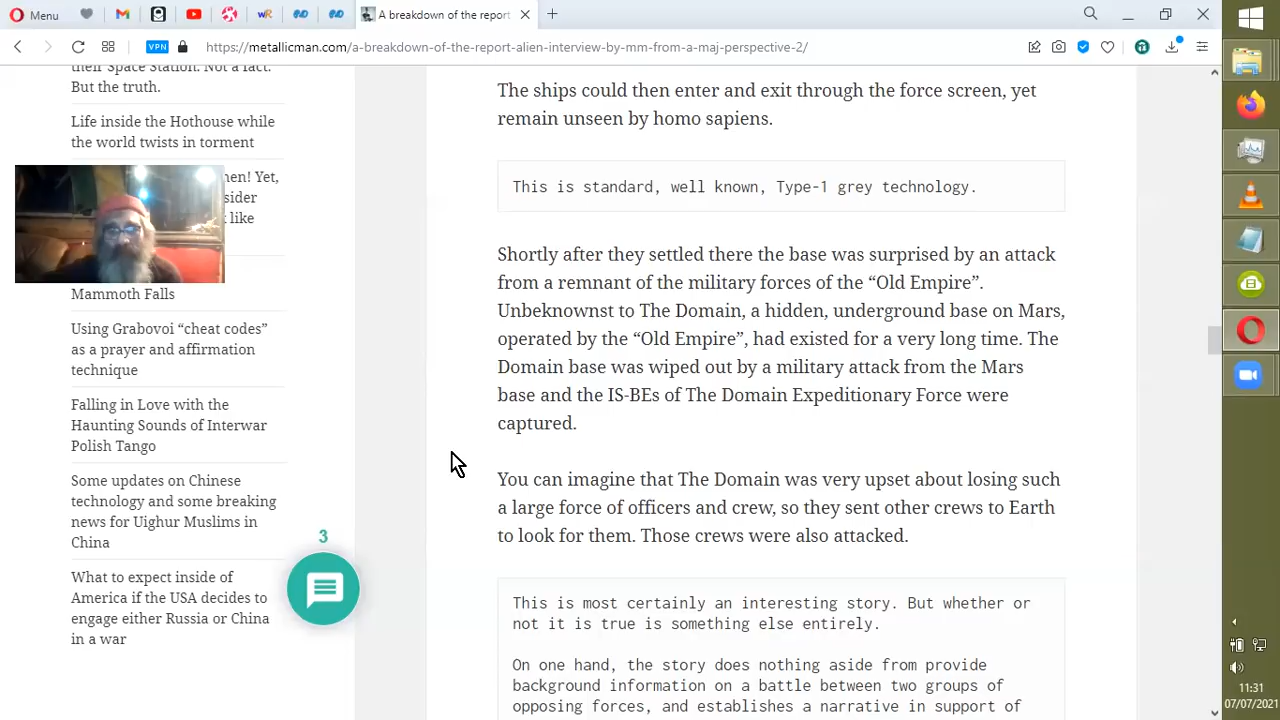 Menu
A breakdown of the report
VPN
https://metallicman.com/a-breakdown-of-the-report-alien-interview-by-mm-from-a-maj-perspective-2/
their Space Station. Not a fact.
But the truth.
Life inside the Hothouse while
the world twists in torment
men! Yet,
sider
like
Mammoth Falls
Using Grabovoi “cheat codes”
as a prayer and affirmation
technique
Falling in Love with the
Haunting Sounds of Interwar
Polish Tango
Some updates on Chinese
technology and some breaking
news for Uighur Muslims in
China
What to expect inside of
America if the USA decides to
engage either Russia or China
in a war
3
The ships could then enter and exit through the force screen, yet
remain unseen by homo sapiens.
This is standard, well known, Type-1 grey technology.
Shortly after they settled there the base was surprised by an attack
from a remnant of the military forces of the “Old Empire”.
Unbeknownst to The Domain, a hidden, underground base on Mars,
operated by the “Old Empire”, had existed for a very long time. The
Domain base was wiped out by a military attack from the Mars
base and the IS-BEs of The Domain Expeditionary Force were
captured.
You can imagine that The Domain was very upset about losing such
a large force of officers and crew, so they sent other crews to Earth
to look for them. Those crews were also attacked.
This is most certainly an interesting story. But whether or
not it is true is something else entirely.
On one hand, the story does nothing aside from provide
background information on a battle between two groups of
opposing forces, and establishes a narrative in support of
11:31
07/07/2021